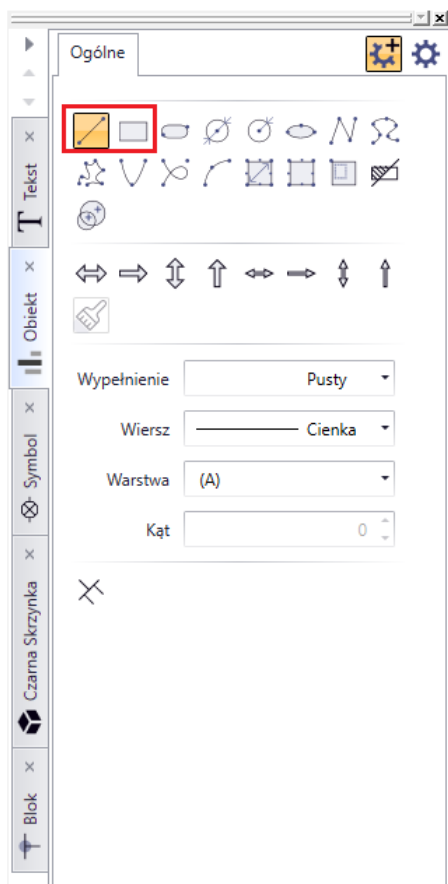 Ogólne
Tekst
Obiekt
Symbol
Czarna Skrzynka
Blok
Wypełnienie Pusty
Wiersz Cienka
Warstwa (A)
Kąt 0